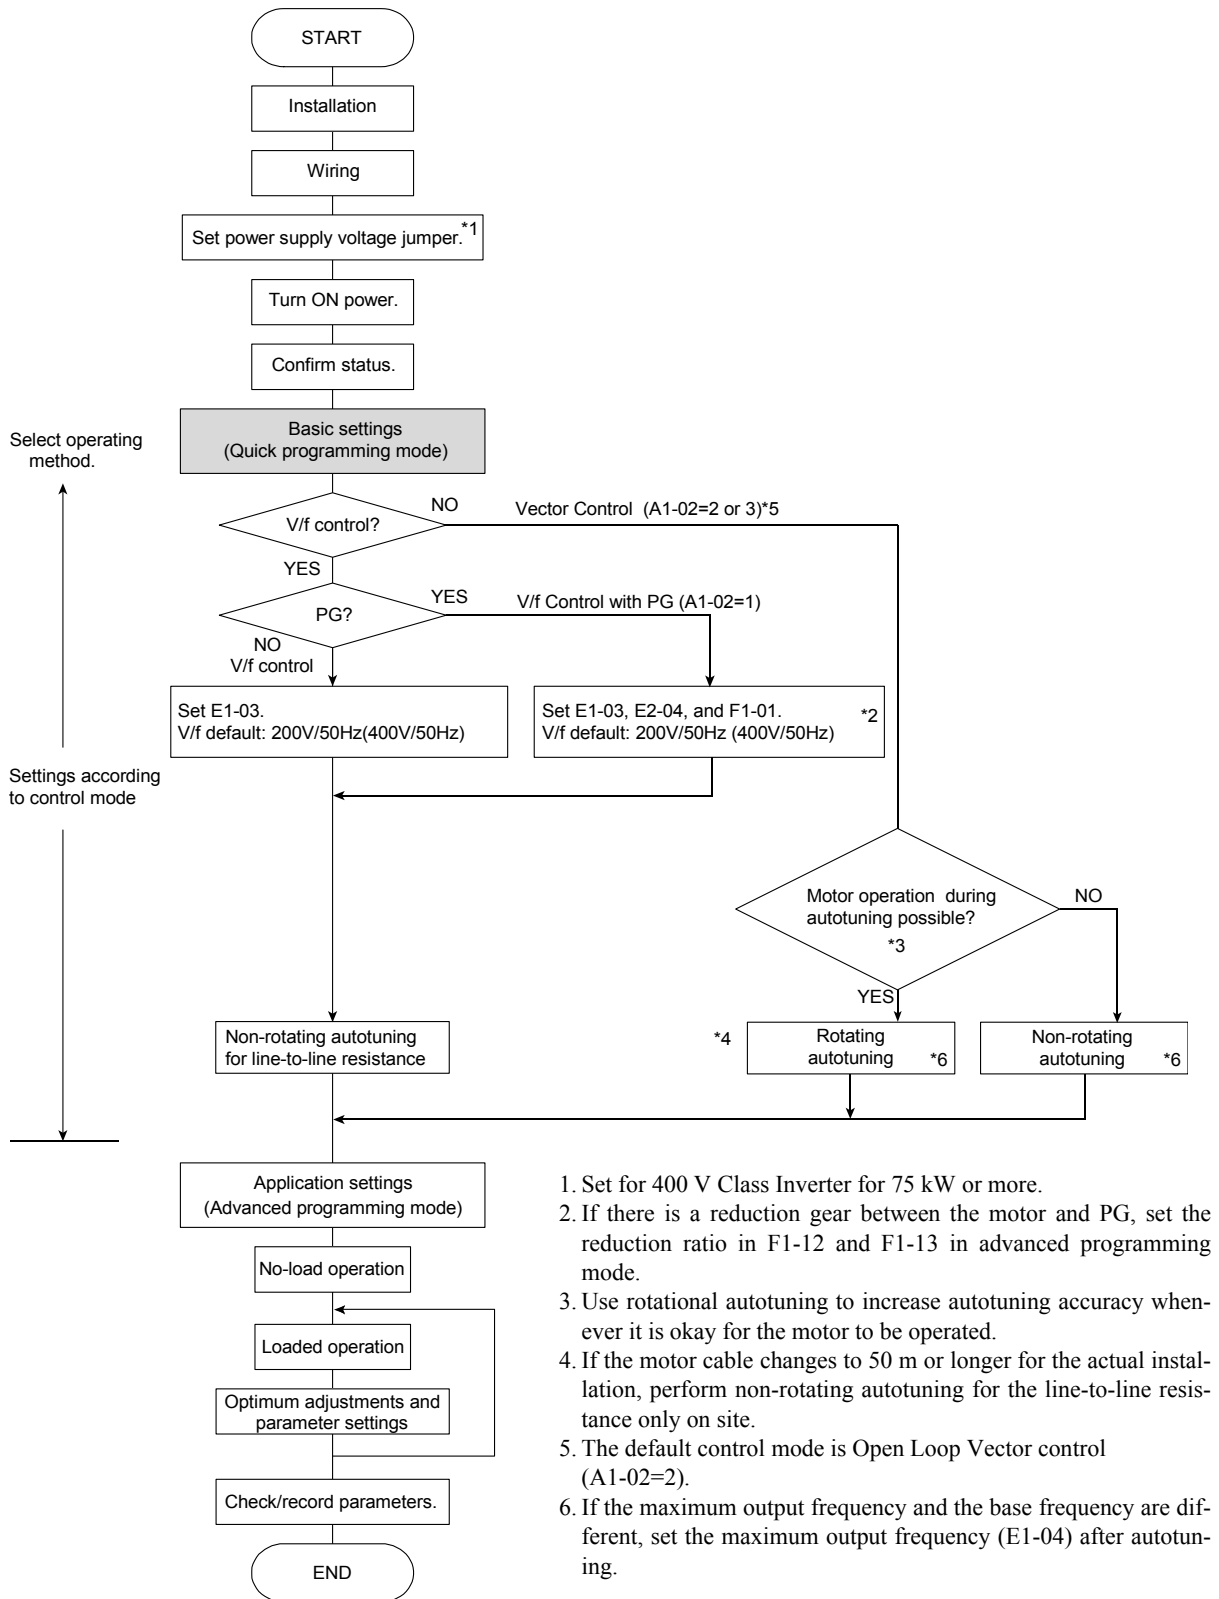 START
Installation
Wiring
Set power supply voltage jumper.*1
Turn ON power.
Confirm status.
Basic settings
(Quick programming mode)
Select operating
method.
V/f control?
NO
Vector Control (A1-02=2 or 3)*5
YES
PG?
YES
V/f Control with PG (A1-02=1)
NO
V/f control
Set E1-03.
V/f default: 200V/50Hz(400V/50Hz)
Set E1-03, E2-04, and F1-01.
V/f default: 200V/50Hz (400V/50Hz)
*2
Settings according
to control mode
Motor operation during
autotuning possible?
*3
NO
YES
Non-rotating autotuning
for line-to-line resistance
*4
Rotating
autotuning
*6
Non-rotating
autotuning
*6
Application settings
(Advanced programming mode)
No-load operation
Loaded operation
Optimum adjustments and
parameter settings
Check/record parameters.
END
1. Set for 400 V Class Inverter for 75 kW or more.
2. If there is a reduction gear between the motor and PG, set the
reduction ratio in F1-12 and F1-13 in advanced programming
mode.
3. Use rotational autotuning to increase autotuning accuracy when-
ever it is okay for the motor to be operated.
4. If the motor cable changes to 50 m or longer for the actual instal-
lation, perform non-rotating autotuning for the line-to-line resis-
tance only on site.
5. The default control mode is Open Loop Vector control
(A1-02=2).
6. If the maximum output frequency and the base frequency are dif-
ferent, set the maximum output frequency (E1-04) after autotun-
ing.